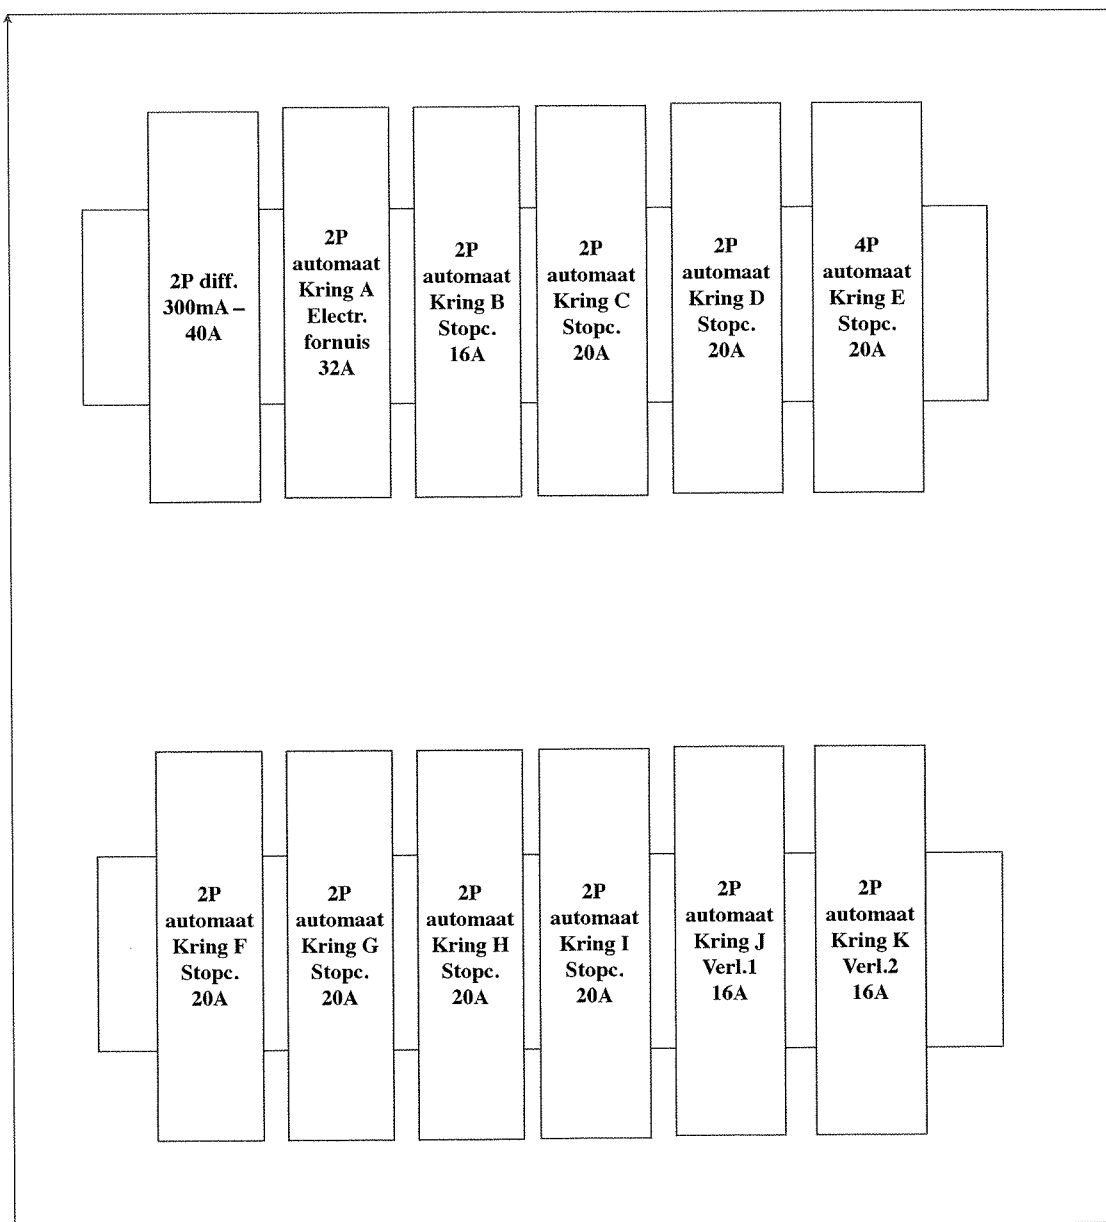 2P diff.
300mA –
40A
2P
automaat
Kring A
Electr.
fornuis
32A
2P
automaat
Kring B
Stopc.
16A
2P
automaat
Kring C
Stopc.
20A
2P
automaat
Kring D
Stopc.
20A
4P
automaat
Kring E
Stopc.
20A
2P
automaat
Kring F
Stopc.
20A
2P
automaat
Kring G
Stopc.
20A
2P
automaat
Kring H
Stopc.
20A
2P
automaat
Kring I
Stopc.
20A
2P
automaat
Kring J
Verl.1
16A
2P
automaat
Kring K
Verl.2
16A